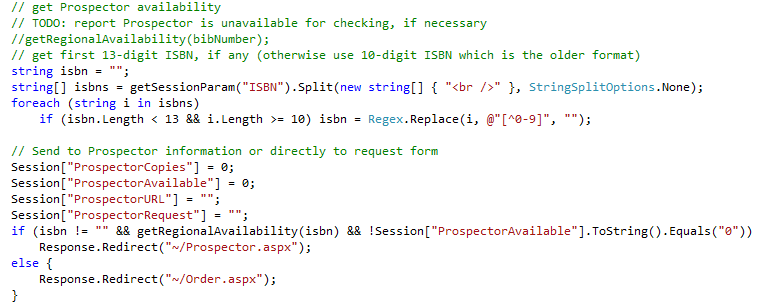 // get Prospector availability
// TODO: report Prospector is unavailable for checking, if necessary
//getRegionalAvailability(bibNumber);
// get first 13-digit ISBN, if any (otherwise use 10-digit ISBN which is the older format)
string isbn = "";
string[] isbns = getSessionParam("ISBN").Split(new string[] { "<br />" }, StringSplitOptions.None);
foreach (string i in isbns)
    if (isbn.Length < 13 && i.Length >= 10) isbn = Regex.Replace(i, @"[^0-9]", "");

// Send to Prospector information or directly to request form
Session["ProspectorCopies"] = 0;
Session["ProspectorAvailable"] = 0;
Session["ProspectorURL"] = "";
Session["ProspectorRequest"] = "";
if (isbn != "" && getRegionalAvailability(isbn) && !Session["ProspectorAvailable"].ToString().Equals("0"))
    Response.Redirect("~/Prospector.aspx");
else {
    Response.Redirect("~/Order.aspx");
}